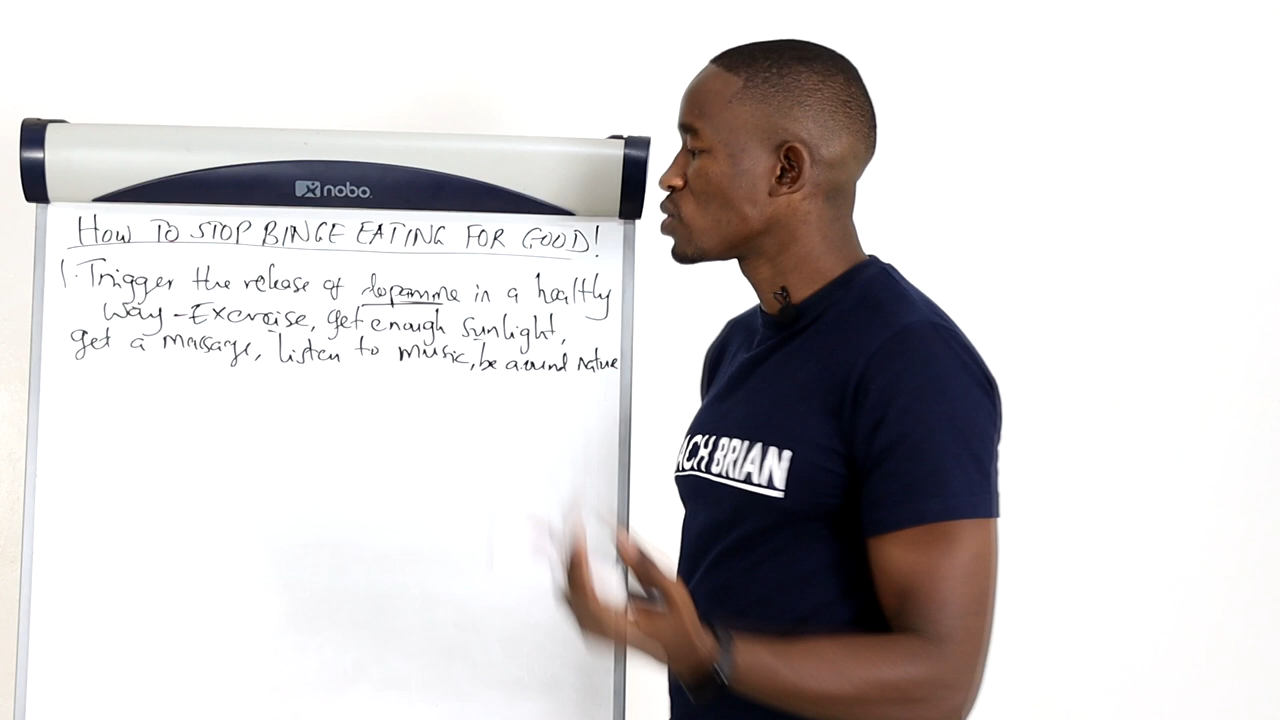 nobo.
HOW TO STOP BINGE EATING FOR GOOD!
1. Trigger the release of dopamine in a healthy
way - Exercise, get enough sunlight,
get a massage, listen to music, be around nature
ACH BRIAN